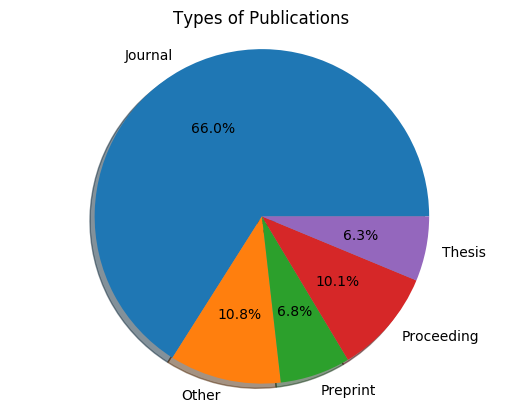 Types of Publications
Journal
66.0%
6.3%
Thesis
10.1%
10.8%
6.8%
Proceeding
Other
Preprint